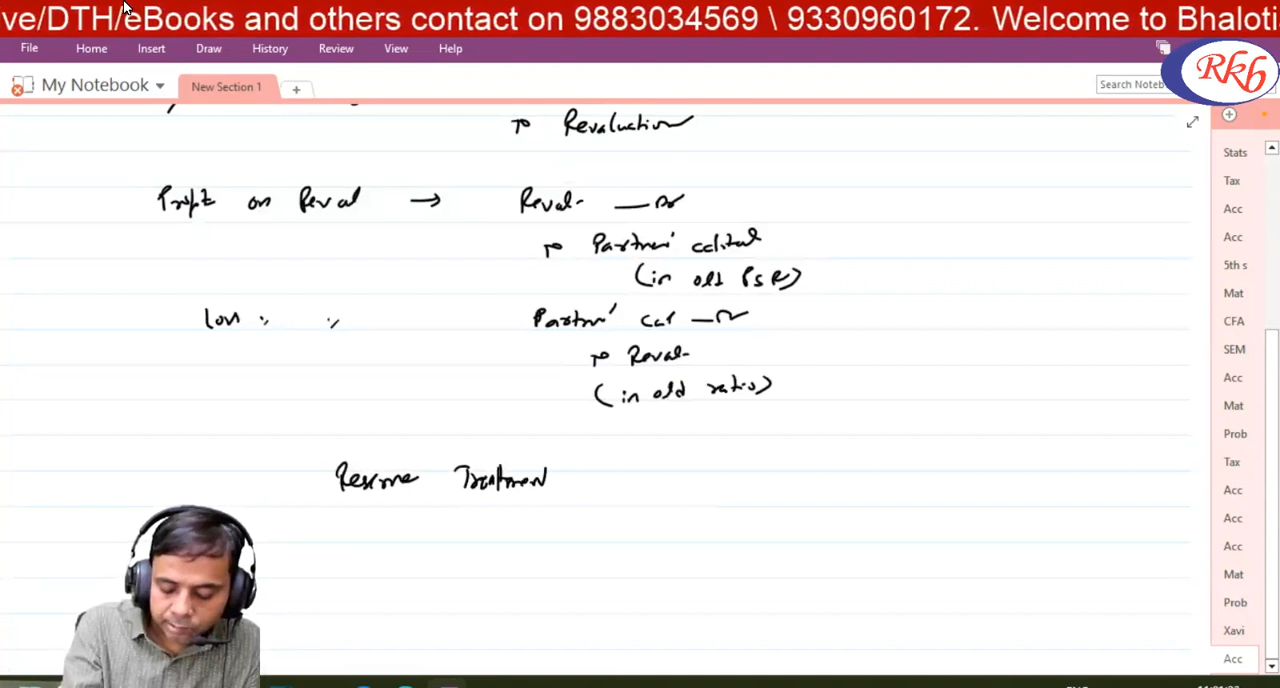 ve/DTH/eBooks and others contact on 9883034569 \ 9330960172. Welcome to Bhaloti
File Home Insert Draw History Review View Help
Rkb
My Notebook New Section 1 + Search Noteb
To Revaluation
Stats
Tax
Profit on Reval → Reval-
Acc
To Partners' capital
Acc
(in old PSR)
5th s
Mat
Loss " " Partners' cap
CFA
To Reval-
SEM
(in old ratio)
Acc
Mat
Prob
Tax
Reserve Treatment
Acc
Acc
Acc
Mat
Prob
Xavi
Acc